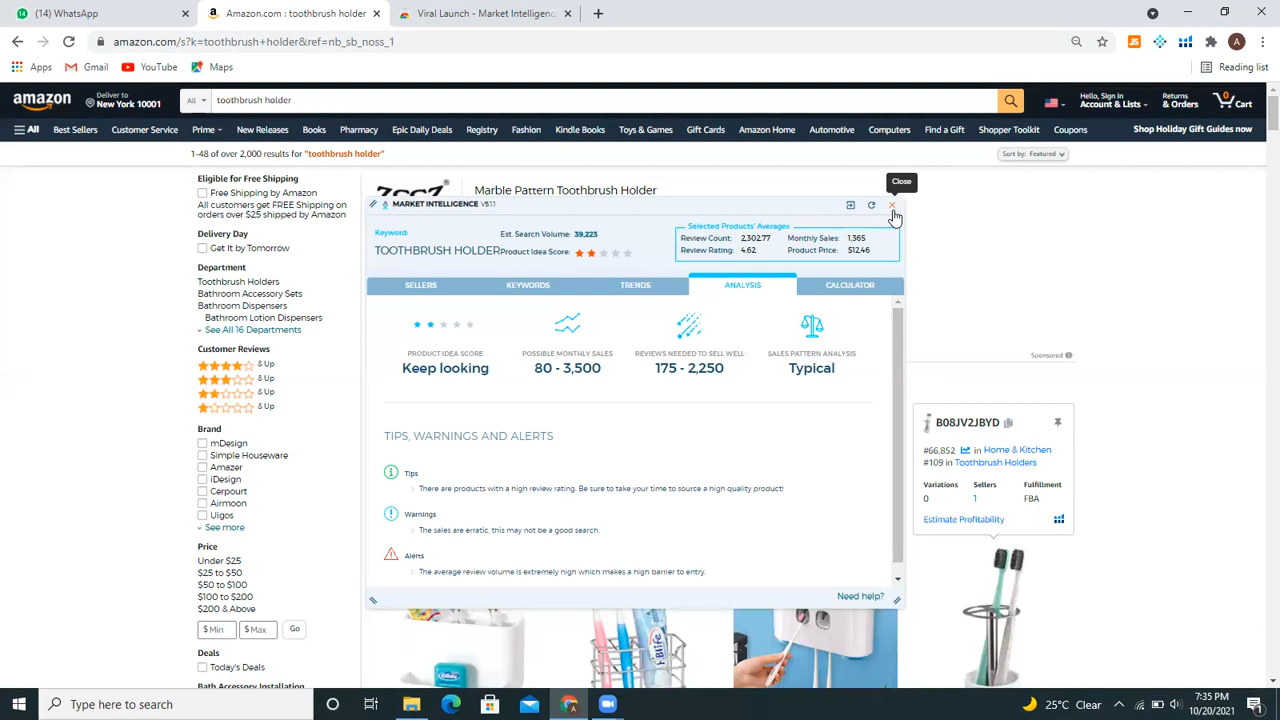 WhatsApp
Amazon.com : toothbrush holder
Viral Launch - Market Intelligenc
amazon.com/s?k=toothbrush+holder&ref=nb_sb_noss_1
Apps Gmail YouTube Maps Reading list
amazon
Deliver to
New York 10001
All toothbrush holder
Hello, Sign in
Account & Lists
Returns
& Orders
0
Cart
All Best Sellers Customer Service Prime New Releases Books Pharmacy Epic Daily Deals Registry Fashion Kindle Books Toys & Games Gift Cards Amazon Home Automotive Computers Find a Gift Shopper Toolkit Coupons Shop Holiday Gift Guides now
1-48 of over 2,000 results for "toothbrush holder"
Sort by: Featured
Eligible for Free Shipping
Free Shipping by Amazon
All customers get FREE Shipping on
orders over $25 shipped by Amazon
Delivery Day
Get It by Tomorrow
Department
Toothbrush Holders
Bathroom Accessory Sets
Bathroom Dispensers
Bathroom Lotion Dispensers
See All 16 Departments
Customer Reviews
& Up
& Up
& Up
& Up
Brand
mDesign
Simple Houseware
Amazer
iDesign
Cerpourt
Airmoon
Uigos
See more
Price
Under $25
$25 to $50
$50 to $100
$100 to $200
$200 & Above
$ Min $ Max Go
Deals
Today's Deals
Bath Accessory Installation
Marble Pattern Toothbrush Holder
Close
MARKET INTELLIGENCE V5.1.1
Keyword:
TOOTHBRUSH HOLDER
Est. Search Volume: 39,223
Product Idea Score:
Selected Products' Averages
Review Count: 2,302.77 Monthly Sales: 1,365
Review Rating: 4.62 Product Price: $12.46
SELLERS KEYWORDS TRENDS ANALYSIS CALCULATOR
PRODUCT IDEA SCORE
Keep looking
POSSIBLE MONTHLY SALES
80 - 3,500
REVIEWS NEEDED TO SELL WELL
175 - 2,250
SALES PATTERN ANALYSIS
Typical
TIPS, WARNINGS AND ALERTS
Tips
There are products with a high review rating. Be sure to take your time to source a high quality product!
Warnings
The sales are erratic, this may not be a good search.
Alerts
The average review volume is extremely high which makes a high barrier to entry.
Need help?
Sponsored
B08JV2JBYD
#66,852 in Home & Kitchen
#109 in Toothbrush Holders
Variations Sellers Fulfillment
0 1 FBA
Estimate Profitability
Type here to search
25°C Clear
7:35 PM
10/20/2021